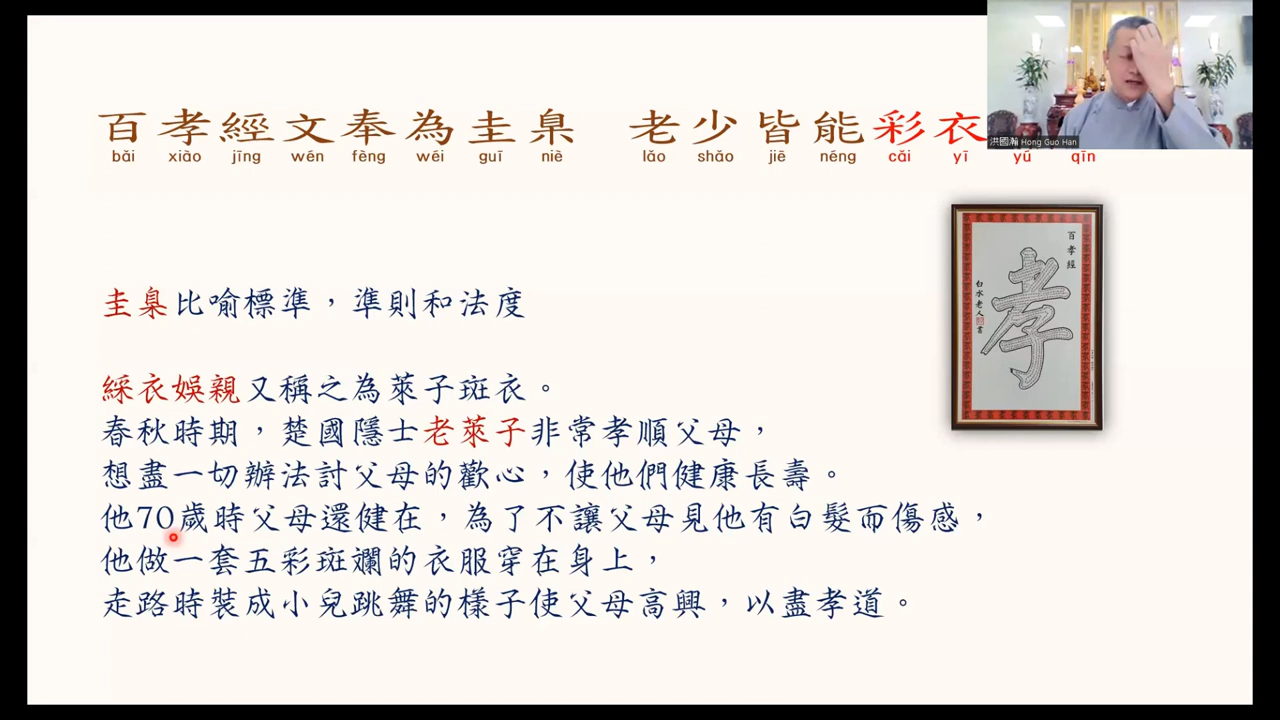 百孝經文奉為圭臬　老少皆能彩衣
bǎi xiào jīng wén fèng wéi guī niè lǎo shǎo jiē néng cǎi yī yú qīn
洪國瀚 Hong Guo Han
圭臬比喻標準，準則和法度
綵衣娛親又稱之為萊子斑衣。
春秋時期，楚國隱士老萊子非常孝順父母，
想盡一切辦法討父母的歡心，使他們健康長壽。
他70歲時父母還健在，為了不讓父母見他有白髮而傷感，
他做一套五彩斑斕的衣服穿在身上，
走路時裝成小兒跳舞的樣子使父母高興，以盡孝道。
百孝經
孝
白水老人書